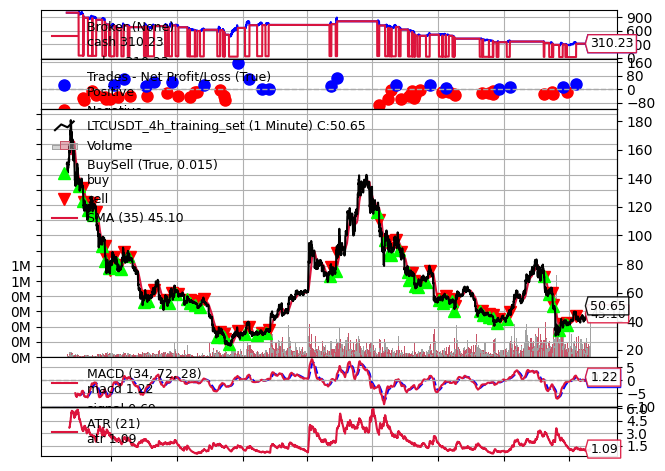 Broker (None)
cash 310.23
900
600
300
0
310.23
Trades - Net Profit/Loss (True)
Positive
160
80
0
−80
LTCUSDT_4h_training_set (1 Minute) C:50.65
Volume
BuySell (True, 0.015)
buy
sell
SMA (35) 45.10
180
160
140
120
100
80
60
40
20
50.65
45.10
1M
1M
0M
0M
0M
0M
0M
MACD (34, 72, 28)
macd 1.22
signal 0.69
5
0
−5
−10
1.22
ATR (21)
atr 1.09
6.0
4.5
3.0
1.5
1.09